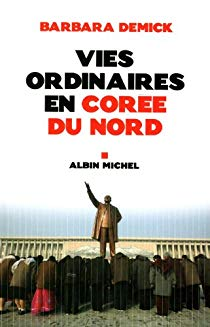 BARBARA DEMICK
VIES
ORDINAIRES
EN COREE
DU NORD
ALBIN MICHEL